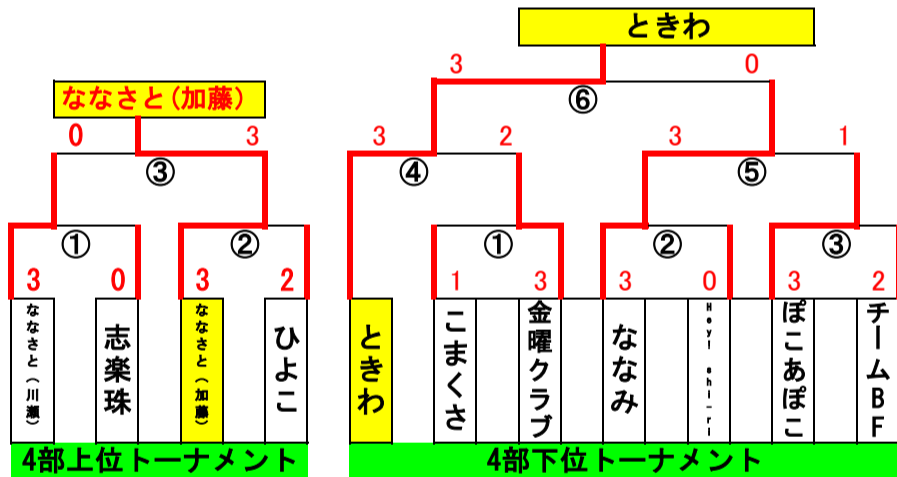 ときわ
3 0
⑥
ななさと(加藤)
0 3
③
3 2 3 1
④ ⑤
① ②
① ② ③
3 0 3 2
1 3 3 0 3 2
ななさと(川瀬)
志楽珠
ななさと(加藤)
ひよこ
ときわ
こまくさ
金曜クラブ
ななみ
ぽこあぽこ
チームBF
4部上位トーナメント
4部下位トーナメント